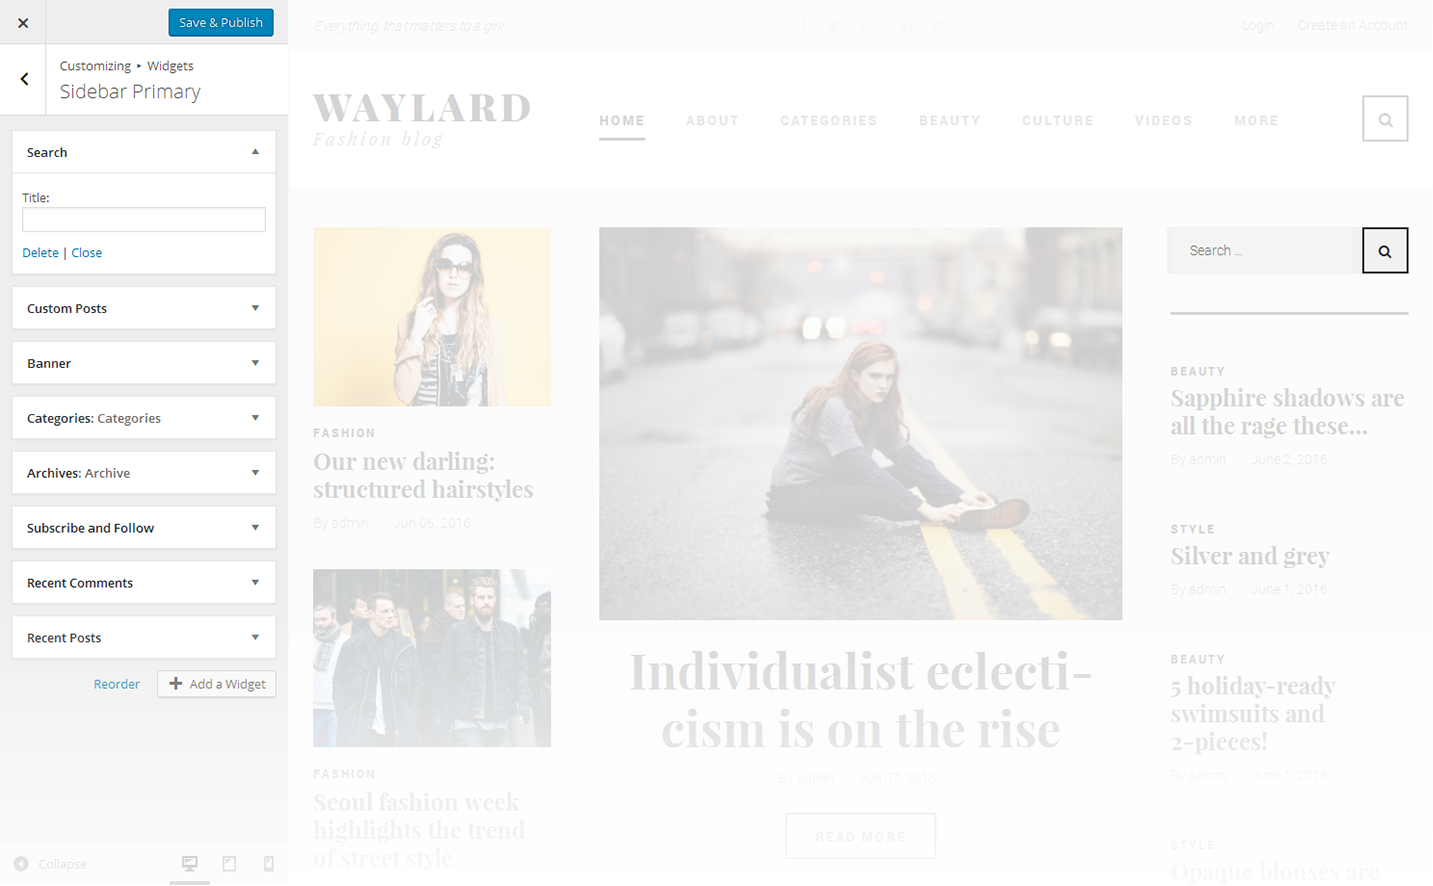 Save & Publish
Customizing ▸ Widgets
Sidebar Primary
Search
Title:
Delete | Close
Custom Posts
Banner
Categories: Categories
Archives: Archive
Subscribe and Follow
Recent Comments
Recent Posts
Reorder
Add a Widget
Collapse
Everything, that matters to a girl!
Login Create an Account
WAYLARD
Fashion blog
HOME ABOUT CATEGORIES BEAUTY CULTURE VIDEOS MORE
FASHION
Our new darling:
structured hairstyles
By admin Jun 08, 2016
FASHION
Seoul fashion week
highlights the trend
of street style
Individualist eclecti-
cism is on the rise
By admin Jun 07, 2016
READ MORE
Search ...
BEAUTY
Sapphire shadows are
all the rage these...
By admin June 2, 2016
STYLE
Silver and grey
By admin June 1, 2016
BEAUTY
5 holiday-ready
swimsuits and
2-pieces!
By admin June 1, 2016
STYLE
Opaque blouses are